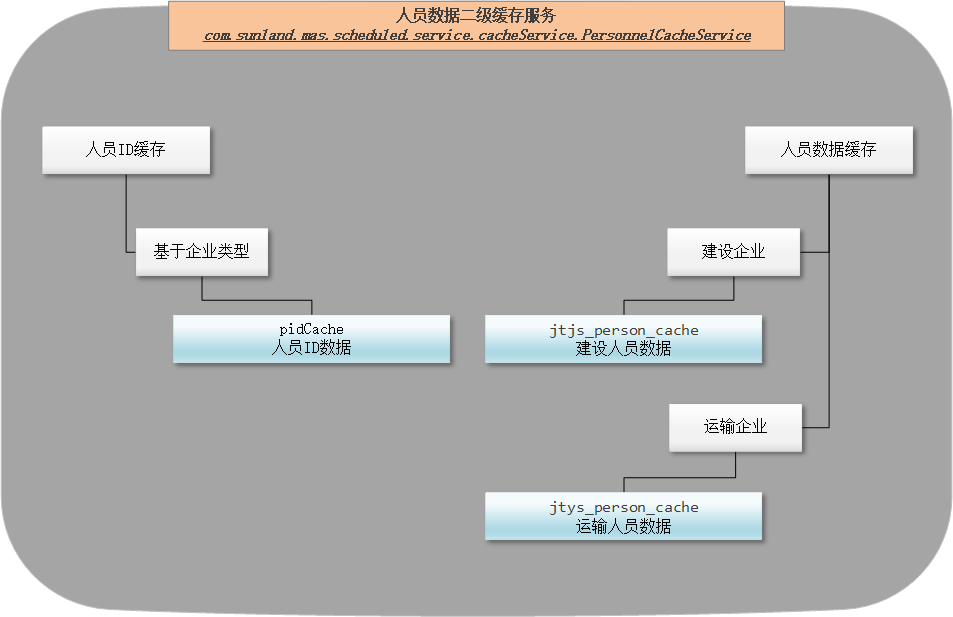 人员数据二级缓存服务
com.sunland.mas.scheduled.service.cacheService.PersonnelCacheService
人员ID缓存
人员数据缓存
基于企业类型
建设企业
pidCache
人员ID数据
jtjs_person_cache
建设人员数据
运输企业
jtys_person_cache
运输人员数据